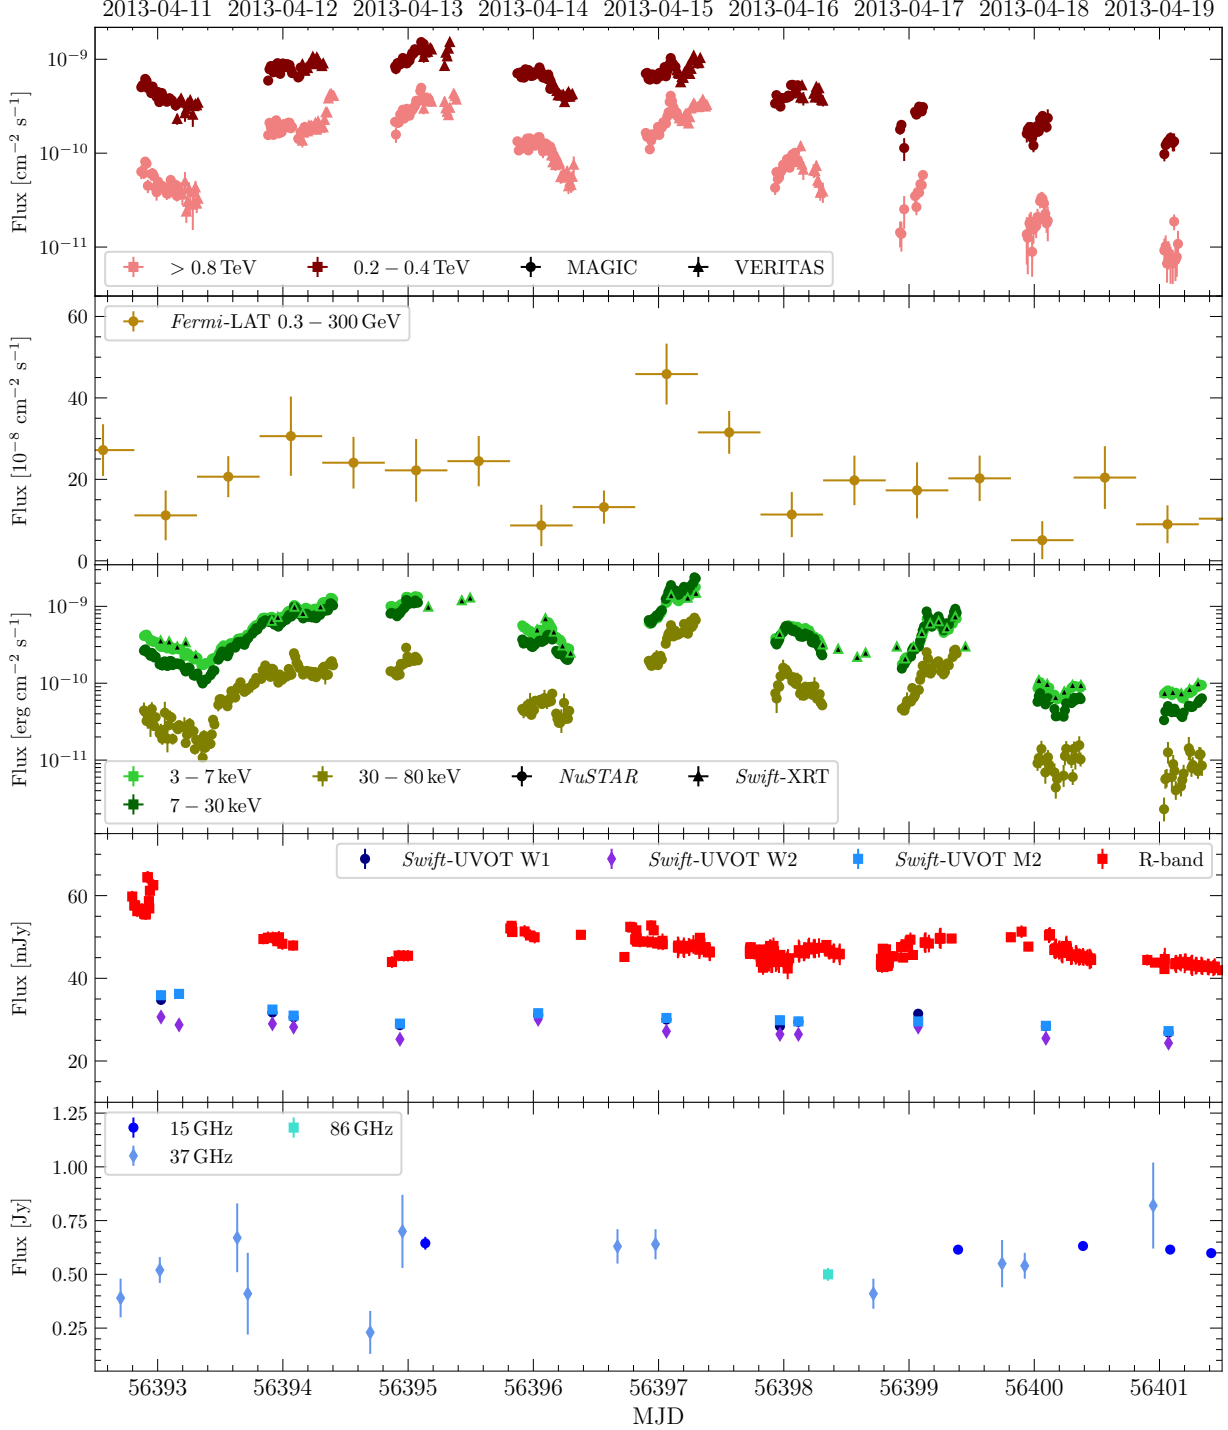 2013-04-11 2013-04-12 2013-04-13 2013-04-14 2013-04-15 2013-04-16 2013-04-17 2013-04-18 2013-04-19
10⁻⁹
10⁻¹⁰
10⁻¹¹
Flux [cm⁻² s⁻¹]
> 0.8 TeV 0.2 − 0.4 TeV MAGIC VERITAS
60
40
20
0
Flux [10⁻⁸ cm⁻² s⁻¹]
Fermi-LAT 0.3 − 300 GeV
10⁻⁹
10⁻¹⁰
10⁻¹¹
Flux [erg cm⁻² s⁻¹]
3 − 7 keV 30 − 80 keV NuSTAR Swift-XRT
7 − 30 keV
Swift-UVOT W1 Swift-UVOT W2 Swift-UVOT M2 R-band
60
40
20
Flux [mJy]
1.25
1.00
0.75
0.50
0.25
Flux [Jy]
15 GHz 86 GHz
37 GHz
56393 56394 56395 56396 56397 56398 56399 56400 56401
MJD